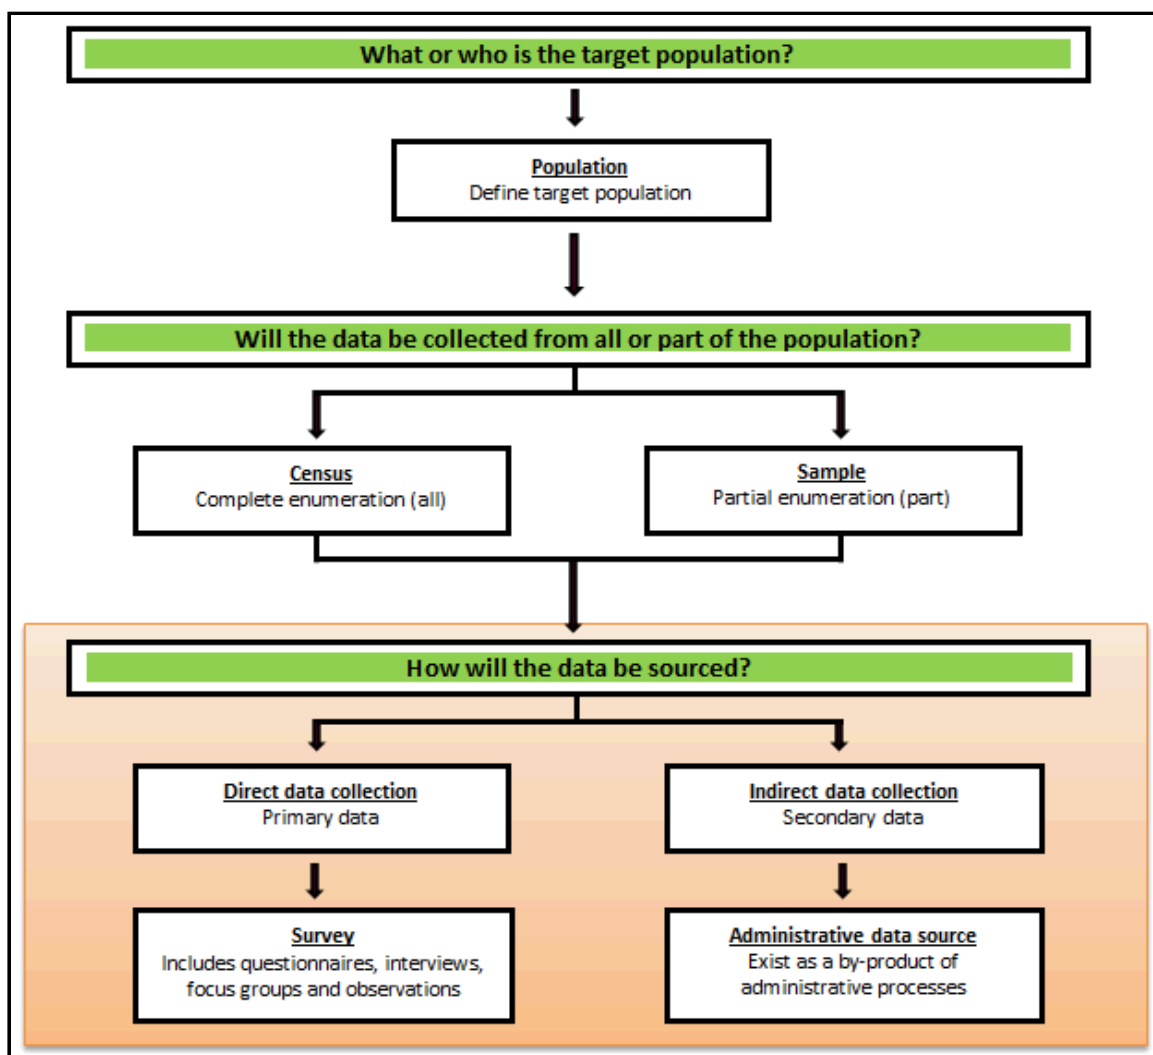 What or who is the target population?
Population
Define target population
Will the data be collected from all or part of the population?
Census
Complete enumeration (all)
Sample
Partial enumeration (part)
How will the data be sourced?
Direct data collection
Primary data
Indirect data collection
Secondary data
Survey
Includes questionnaires, interviews,
focus groups and observations
Administrative data source
Exist as a by-product of
administrative processes